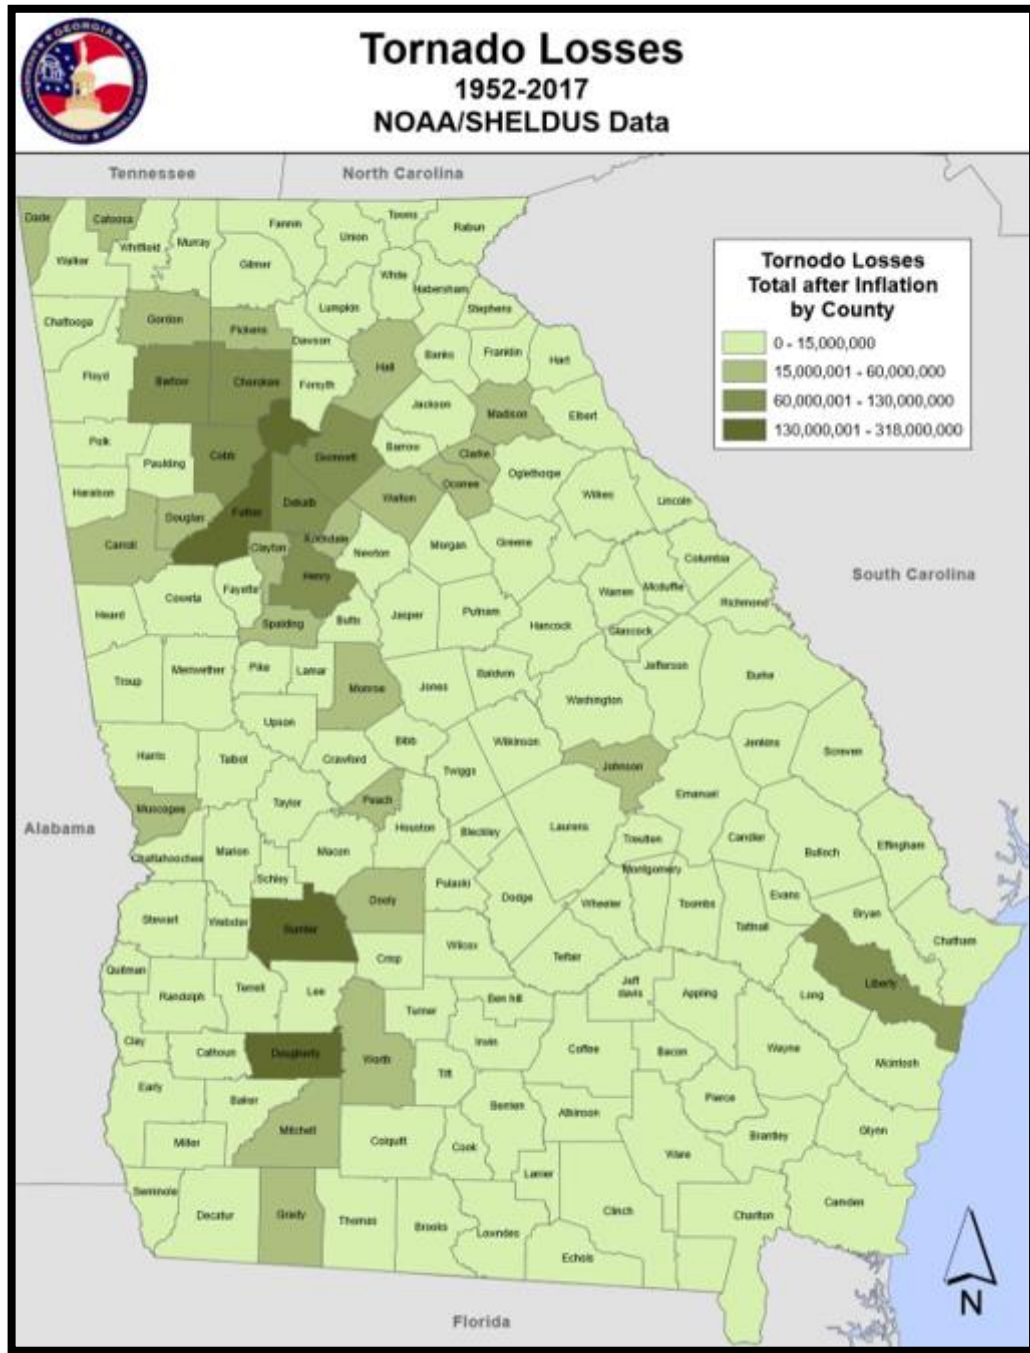 Tornado Losses
1952-2017
NOAA/SHELDUS Data
GEORGIA
Tennessee
North Carolina
Dade
Catoosa
Whitfield
Murray
Fannin
Union
Towns
Rabun
Walker
Gilmer
White
Habersham
Lumpkin
Stephens
Chattooga
Gordon
Pickens
Dawson
Hall
Banks
Franklin
Hart
Floyd
Bartow
Cherokee
Forsyth
Jackson
Madison
Elbert
Tornodo Losses
Total after Inflation
by County
0 - 15,000,000
15,000,001 - 60,000,000
60,000,001 - 130,000,000
130,000,001 - 318,000,000
Polk
Paulding
Cobb
Gwinnett
Barrow
Clarke
Oconee
Oglethorpe
Wilkes
Lincoln
Haralson
Douglas
Fulton
Dekalb
Walton
Carroll
Clayton
Rockdale
Newton
Morgan
Greene
Columbia
Mcduffie
Warren
South Carolina
Heard
Coweta
Fayette
Henry
Spalding
Butts
Jasper
Putnam
Hancock
Glascock
Richmond
Jefferson
Burke
Troup
Meriwether
Pike
Lamar
Monroe
Jones
Baldwin
Washington
Upson
Harris
Talbot
Crawford
Bibb
Wilkinson
Twiggs
Johnson
Jenkins
Screven
Emanuel
Alabama
Muscogee
Taylor
Peach
Houston
Bleckley
Laurens
Treutlen
Candler
Bulloch
Effingham
Chattahoochee
Marion
Macon
Schley
Montgomery
Stewart
Webster
Sumter
Dooly
Pulaski
Dodge
Wheeler
Toombs
Evans
Tattnall
Bryan
Chatham
Quitman
Randolph
Terrell
Lee
Crisp
Wilcox
Telfair
Jeff
davis
Appling
Long
Liberty
Clay
Calhoun
Dougherty
Worth
Turner
Ben hill
Irwin
Coffee
Bacon
Wayne
Mcintosh
Early
Baker
Mitchell
Tift
Berrien
Atkinson
Pierce
Miller
Colquitt
Cook
Ware
Brantley
Glynn
Seminole
Decatur
Grady
Thomas
Brooks
Lowndes
Lanier
Clinch
Echols
Charlton
Camden
N
Florida